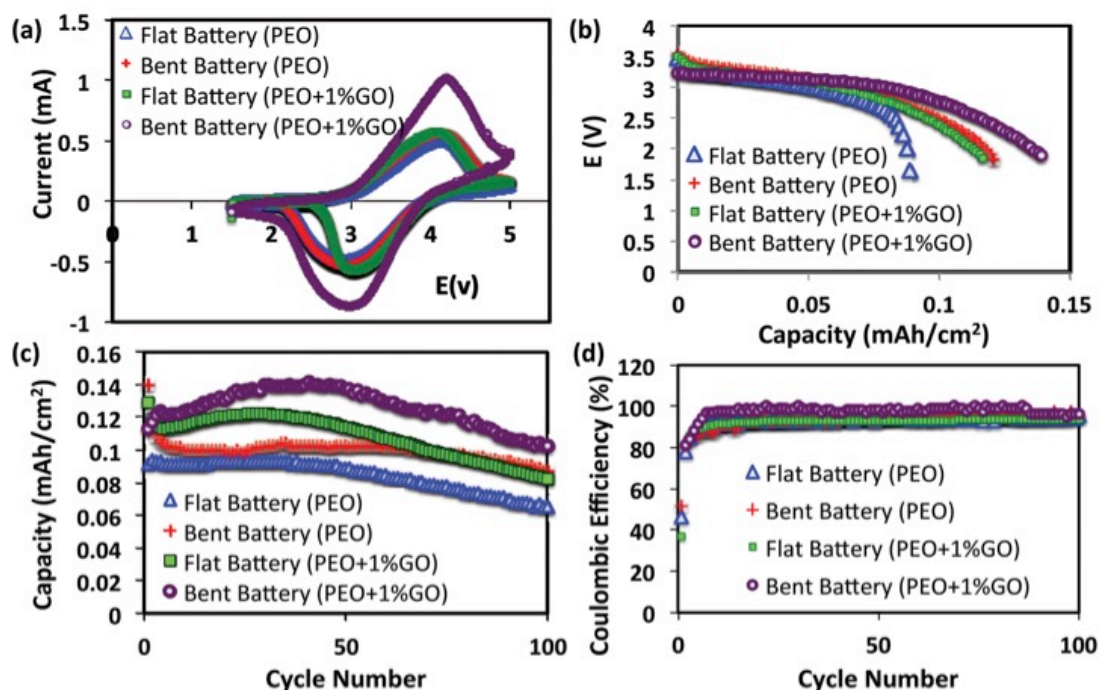 (a)
Current (mA)
1.5
1
0.5
0
-0.5
-1
Flat Battery (PEO)
Bent Battery (PEO)
Flat Battery (PEO+1%GO)
Bent Battery (PEO+1%GO)
0 1 2 3 4 5
E(v)
(b)
E (V)
4
3.5
3
2.5
2
1.5
1
0.5
0
Flat Battery (PEO)
Bent Battery (PEO)
Flat Battery (PEO+1%GO)
Bent Battery (PEO+1%GO)
0 0.05 0.1 0.15
Capacity (mAh/cm²)
(c)
Capacity (mAh/cm²)
0.16
0.14
0.12
0.1
0.08
0.06
0.04
0.02
0
Flat Battery (PEO)
Bent Battery (PEO)
Flat Battery (PEO+1%GO)
Bent Battery (PEO+1%GO)
0 50 100
Cycle Number
(d)
Coulombic Efficiency (%)
120
100
80
60
40
20
0
Flat Battery (PEO)
Bent Battery (PEO)
Flat Battery (PEO+1%GO)
Bent Battery (PEO+1%GO)
0 50 100
Cycle Number